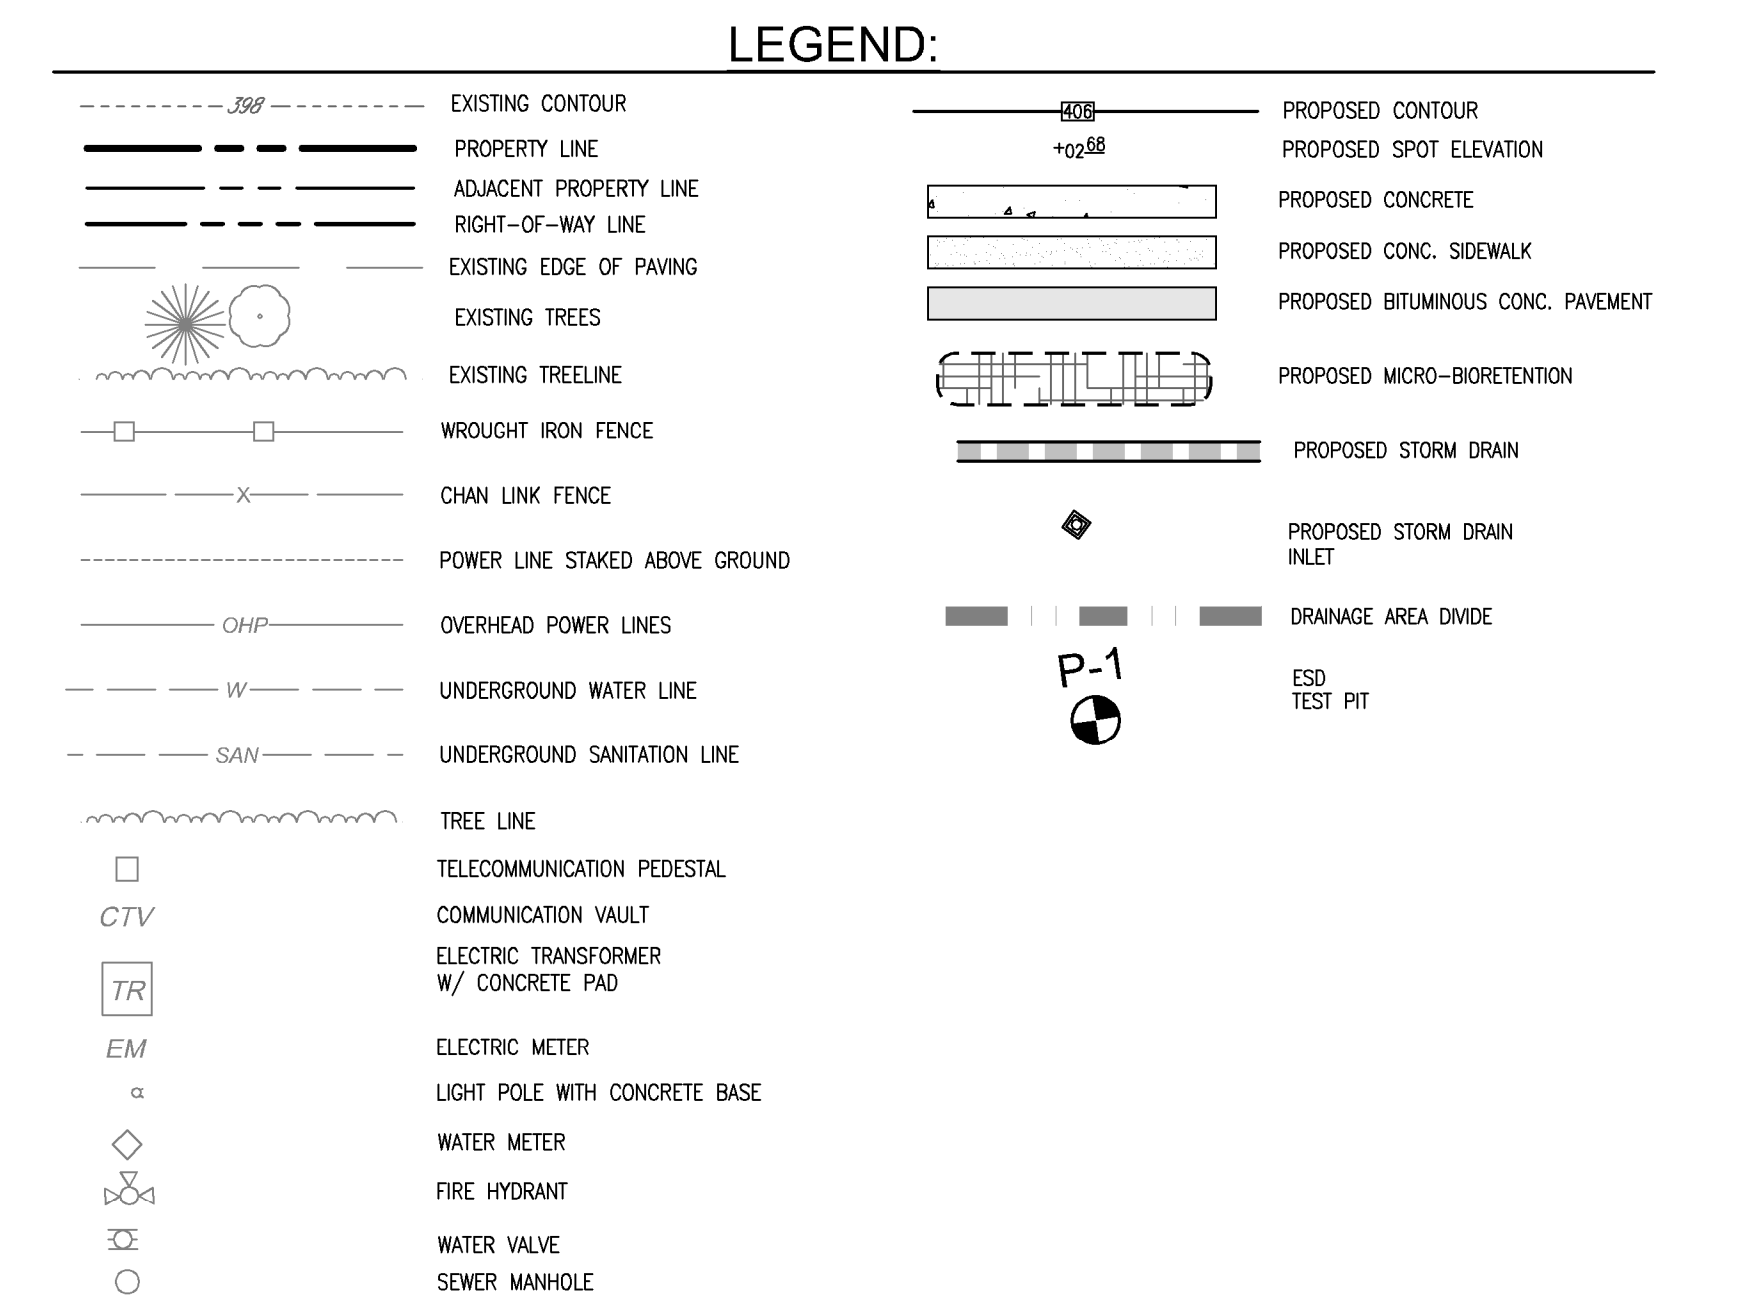 LEGEND:
398 EXISTING CONTOUR
PROPERTY LINE
ADJACENT PROPERTY LINE
RIGHT-OF-WAY LINE
EXISTING EDGE OF PAVING
EXISTING TREES
EXISTING TREELINE
WROUGHT IRON FENCE
X CHAN LINK FENCE
POWER LINE STAKED ABOVE GROUND
OHP OVERHEAD POWER LINES
W UNDERGROUND WATER LINE
SAN UNDERGROUND SANITATION LINE
TREE LINE
TELECOMMUNICATION PEDESTAL
CTV COMMUNICATION VAULT
ELECTRIC TRANSFORMER
TR W/ CONCRETE PAD
EM ELECTRIC METER
LIGHT POLE WITH CONCRETE BASE
WATER METER
FIRE HYDRANT
WATER VALVE
SEWER MANHOLE
406 PROPOSED CONTOUR
+02 68 PROPOSED SPOT ELEVATION
PROPOSED CONCRETE
PROPOSED CONC. SIDEWALK
PROPOSED BITUMINOUS CONC. PAVEMENT
PROPOSED MICRO-BIORETENTION
PROPOSED STORM DRAIN
PROPOSED STORM DRAIN
INLET
DRAINAGE AREA DIVIDE
P-1
ESD
TEST PIT